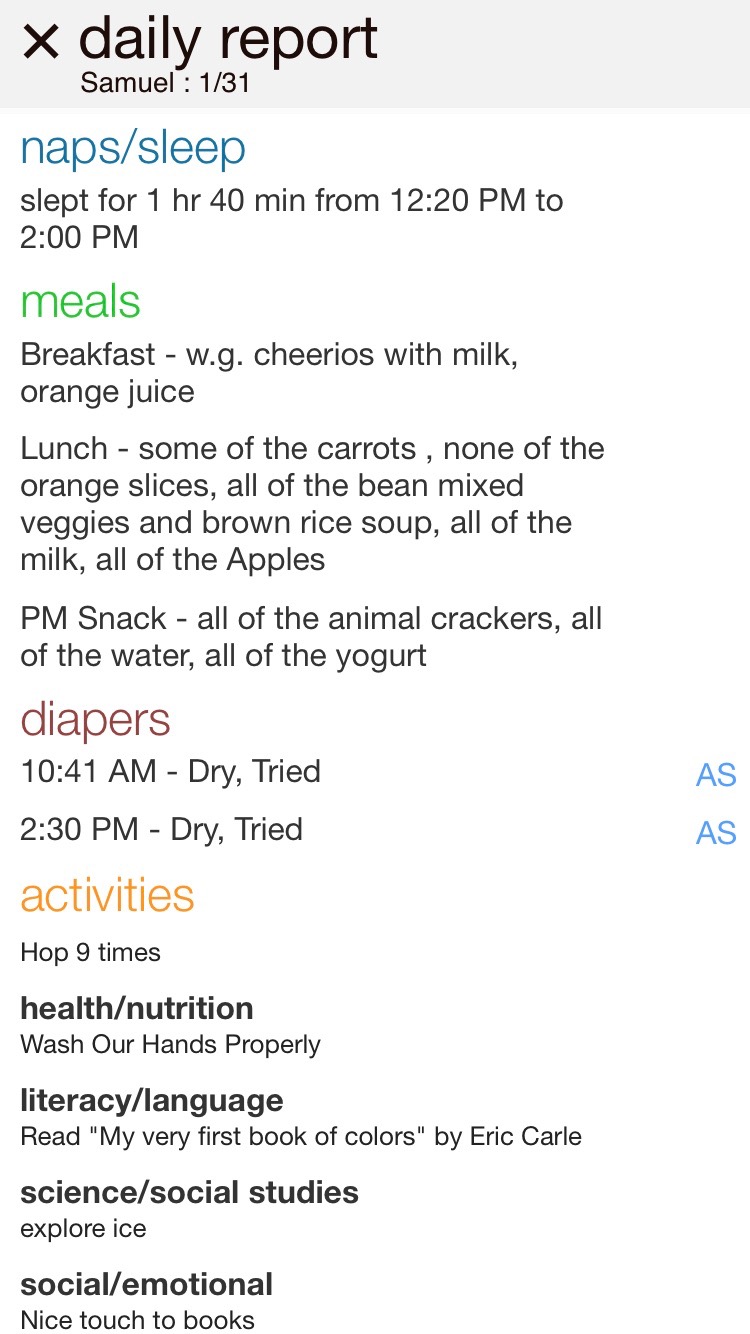 × daily report
Samuel : 1/31
naps/sleep
slept for 1 hr 40 min from 12:20 PM to
2:00 PM
meals
Breakfast - w.g. cheerios with milk,
orange juice
Lunch - some of the carrots , none of the
orange slices, all of the bean mixed
veggies and brown rice soup, all of the
milk, all of the Apples
PM Snack - all of the animal crackers, all
of the water, all of the yogurt
diapers
10:41 AM - Dry, Tried AS
2:30 PM - Dry, Tried AS
activities
Hop 9 times
health/nutrition
Wash Our Hands Properly
literacy/language
Read "My very first book of colors" by Eric Carle
science/social studies
explore ice
social/emotional
Nice touch to books